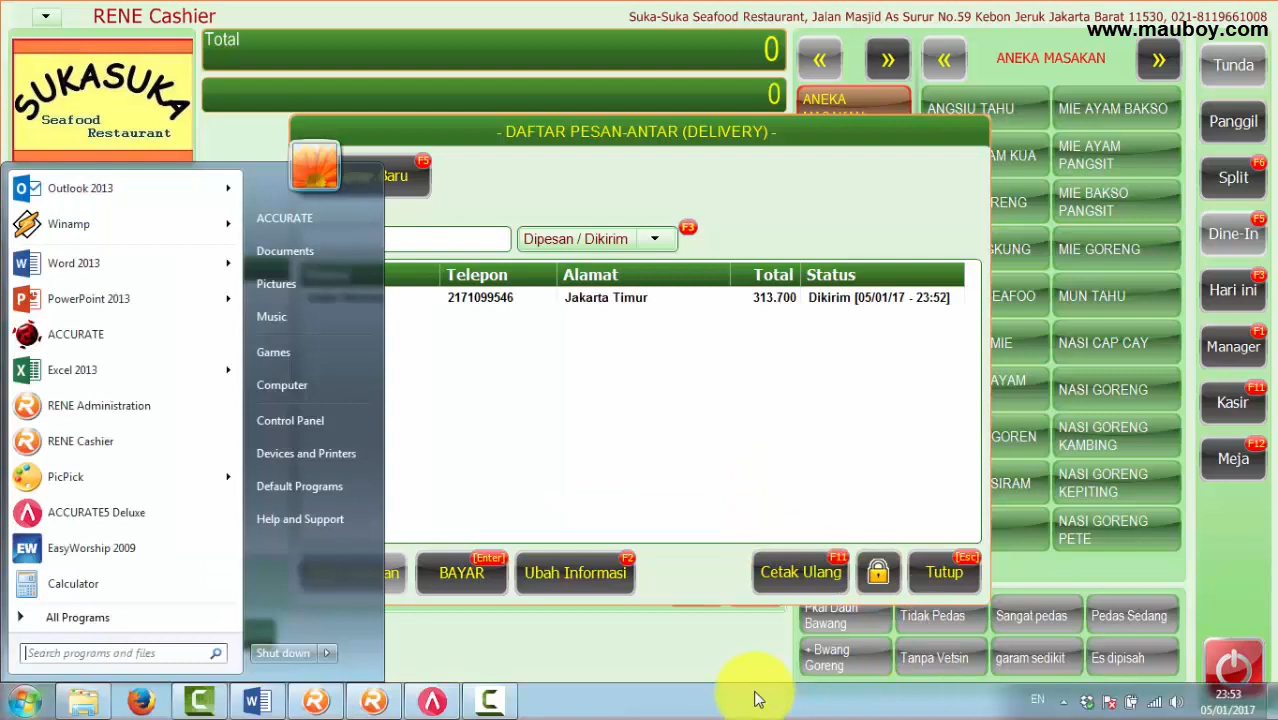 RENE Cashier
Suka-Suka Seafood Restaurant, Jalan Masjid As Surur No.59 Kebon Jeruk Jakarta Barat 11530, 021-8119661008
www.mauboy.com
SUKASUKA
Seafood
Restaurant
Total
0
0
«
»
«
ANEKA MASAKAN
»
ANEKA
ANGSIU TAHU
MIE AYAM BAKSO
AM KUA
MIE AYAM
PANGSIT
RENG
MIE BAKSO
PANGSIT
KUNG
MIE GORENG
SEAFOO
MUN TAHU
MIE
NASI CAP CAY
AYAM
NASI GORENG
GOREN
NASI GORENG
KAMBING
SIRAM
NASI GORENG
KEPITING
NASI GORENG
PETE
Tunda
Panggil
F6
Split
F5
Dine-In
F3
Hari ini
F1
Manager
F11
Kasir
F12
Meja
- DAFTAR PESAN-ANTAR (DELIVERY) -
F5
Baru
Dipesan / Dikirim
F3
Telepon
Alamat
Total
Status
2171099546
Jakarta Timur
313.700
Dikirim [05/01/17 - 23:52]
an
[Enter]
BAYAR
F2
Ubah Informasi
F11
Cetak Ulang
[Esc]
Tutup
Bawang
Tidak Pedas
Sangat pedas
Pedas Sedang
+ Bwang
Goreng
Tanpa Vetsin
garam sedikit
Es dipisah
Outlook 2013
Winamp
Word 2013
PowerPoint 2013
ACCURATE
Excel 2013
RENE Administration
RENE Cashier
PicPick
ACCURATE5 Deluxe
EasyWorship 2009
Calculator
All Programs
Search programs and files
ACCURATE
Documents
Pictures
Music
Games
Computer
Control Panel
Devices and Printers
Default Programs
Help and Support
Shut down
EN
23:53
05/01/2017